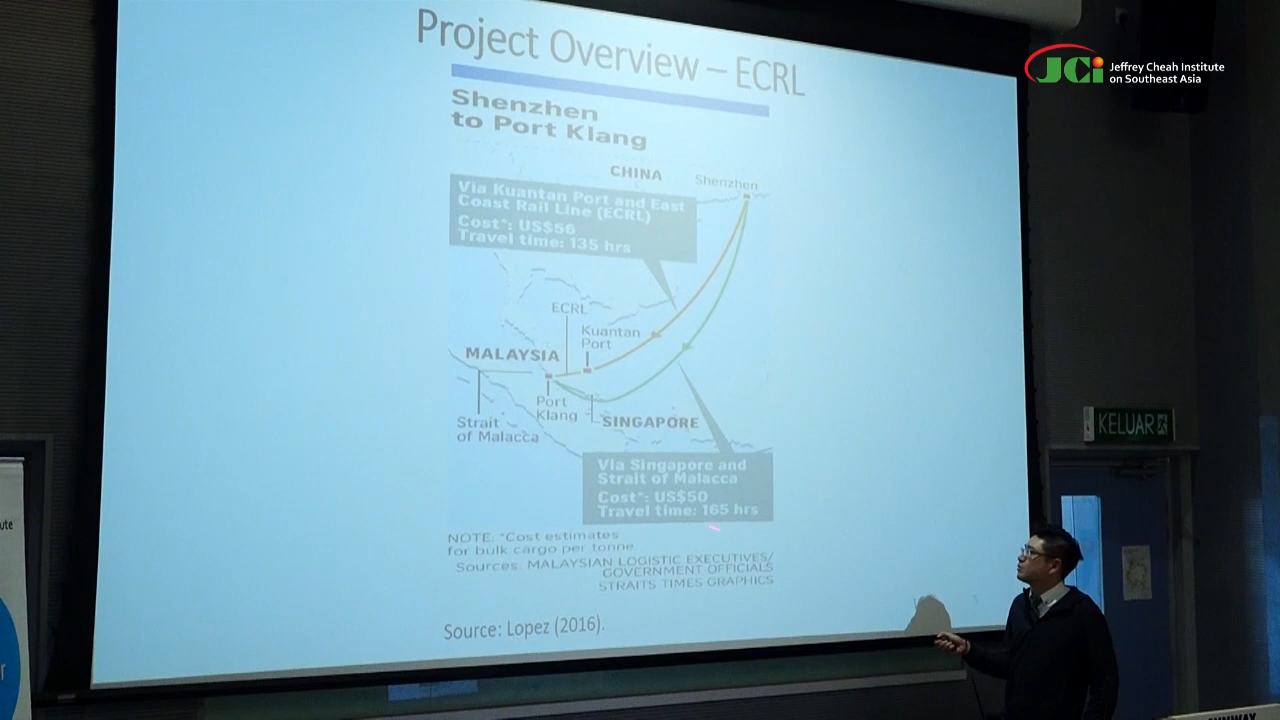 Project Overview – ECRL
JCi Jeffrey Cheah Institute
on Southeast Asia
Shenzhen
to Port Klang
CHINA
Shenzhen
Via Kuantan Port and East
Coast Rail Line (ECRL)
Cost*: US$56
Travel time: 135 hrs
ECRL
Kuantan
Port
MALAYSIA
Port
Klang
Strait
of Malacca
SINGAPORE
Via Singapore and
Strait of Malacca
Cost*: US$50
Travel time: 165 hrs
NOTE: *Cost estimates
for bulk cargo per tonne
Sources: MALAYSIAN LOGISTIC EXECUTIVES/
GOVERNMENT OFFICIALS
STRAITS TIMES GRAPHICS
Source: Lopez (2016).
KELUAR